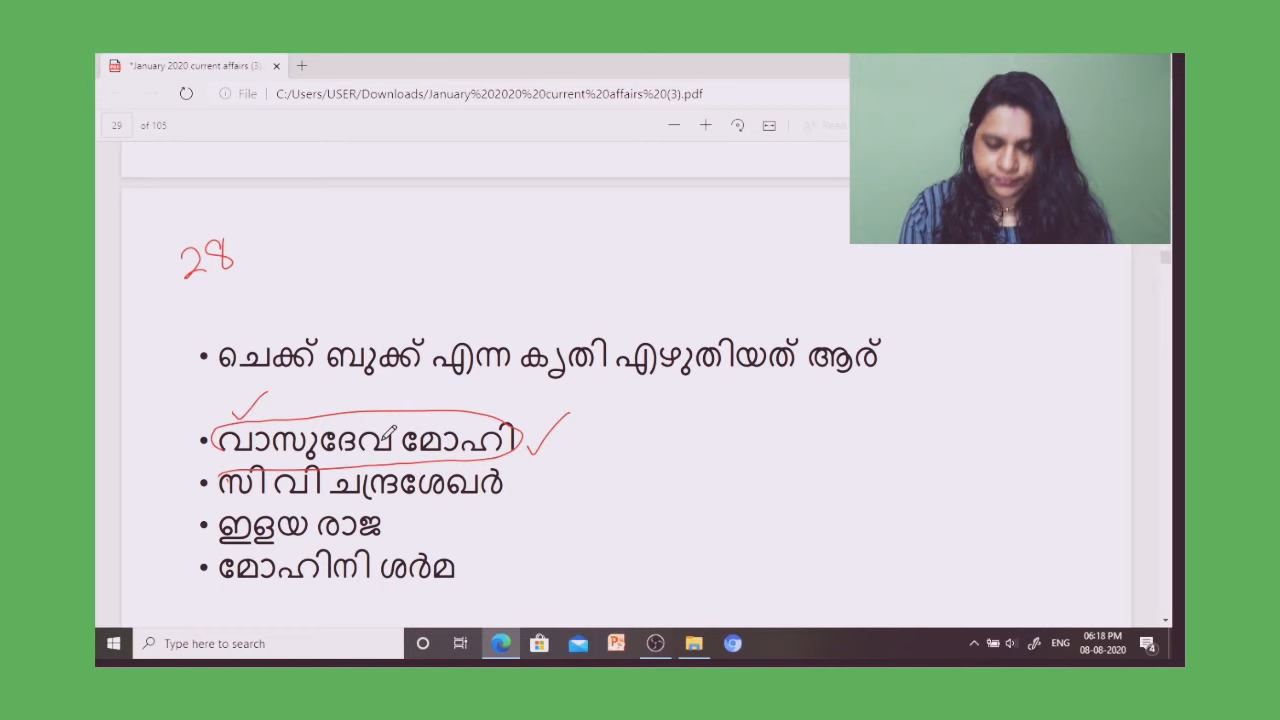 *January 2020 current affairs (3)
File | C:/Users/USER/Downloads/January%202020%20current%20affairs%20(3).pdf
29 of 105
Read
28
• ചെക്ക് ബുക്ക് എന്ന കൃതി എഴുതിയത് ആര്
• വാസുദേവ് മോഹി
• സി വി ചന്ദ്രശേഖർ
• ഇളയ രാജ
• മോഹിനി ശർമ
Type here to search
ENG
06:18 PM
08-08-2020
4